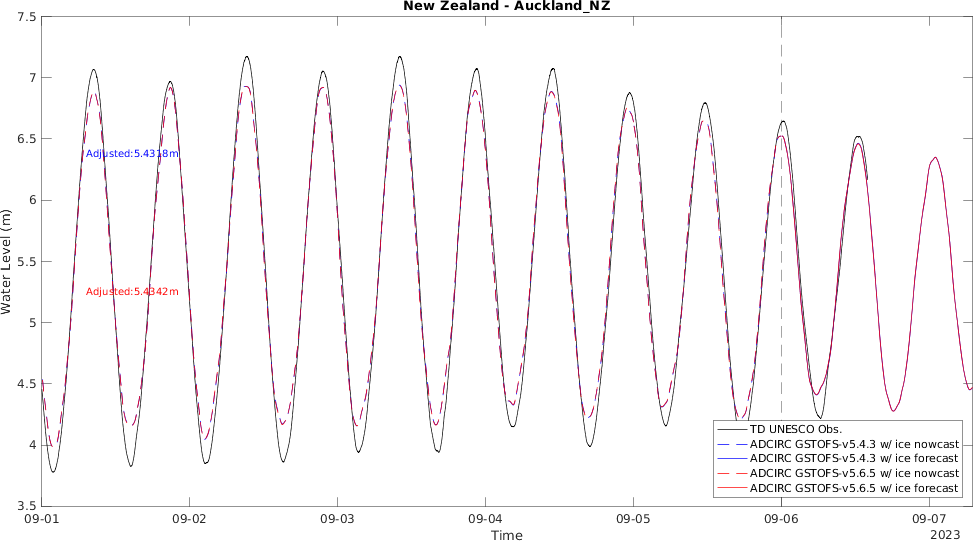 New Zealand - Auckland_NZ
7.5
7
6.5
6
5.5
5
4.5
4
3.5
Water Level (m)
Adjusted:5.4318m
Adjusted:5.4342m
TD UNESCO Obs.
ADCIRC GSTOFS-v5.4.3 w/ ice nowcast
ADCIRC GSTOFS-v5.4.3 w/ ice forecast
ADCIRC GSTOFS-v5.6.5 w/ ice nowcast
ADCIRC GSTOFS-v5.6.5 w/ ice forecast
09-01 09-02 09-03 09-04 09-05 09-06 09-07
Time
2023